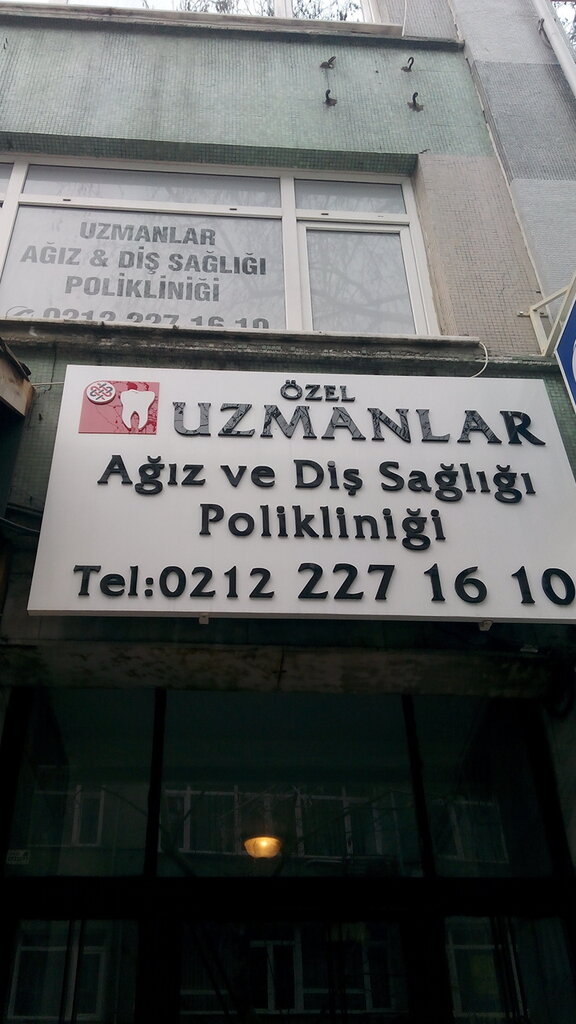 UZMANLAR
AĞIZ & DİŞ SAĞLIĞI
POLİKLİNİĞİ
0212 227 16 10
ÖZEL
UZMANLAR
Ağız ve Diş Sağlığı
Polikliniği
Tel:0212 227 16 10